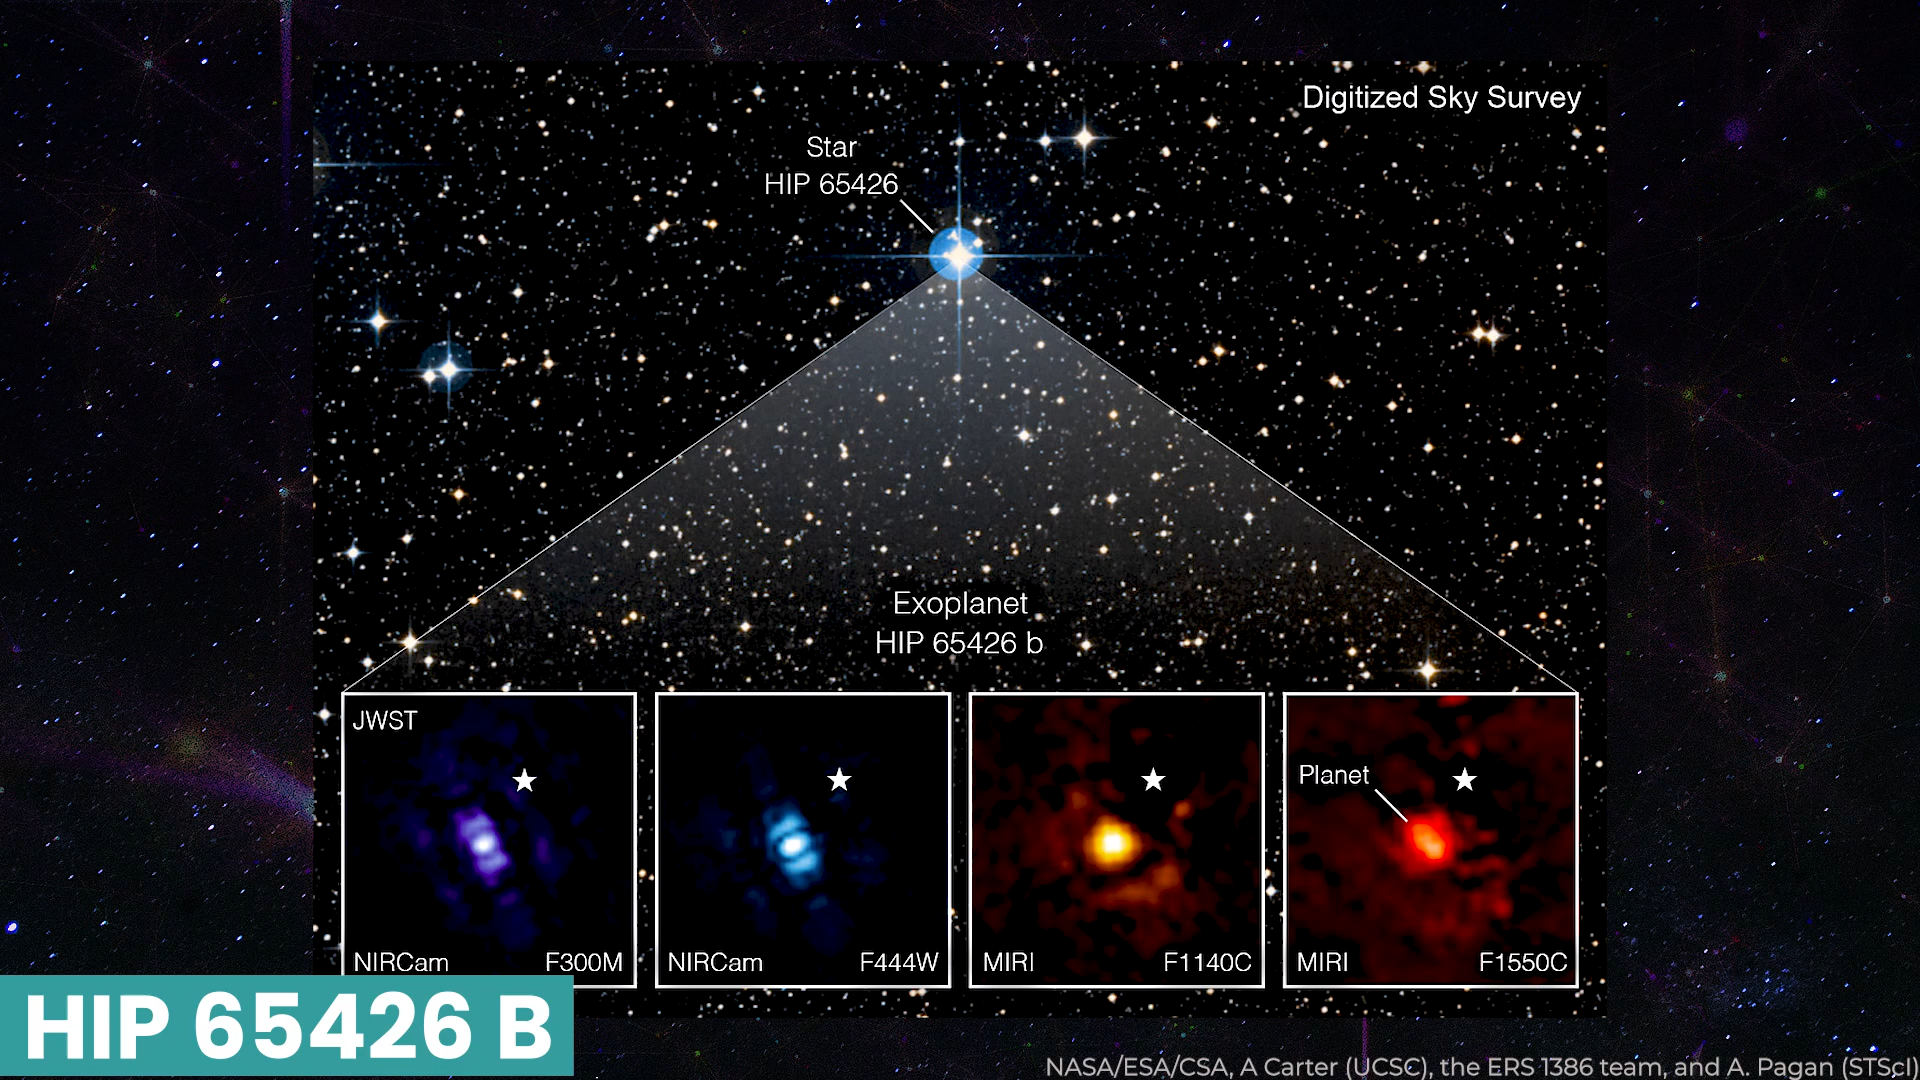 Digitized Sky Survey
Star
HIP 65426
Exoplanet
HIP 65426 b
JWST
NIRCam F300M
NIRCam F444W
MIRI F1140C
Planet
MIRI F1550C
HIP 65426 B
NASA/ESA/CSA, A Carter (UCSC), the ERS 1386 team, and A. Pagan (STScI)